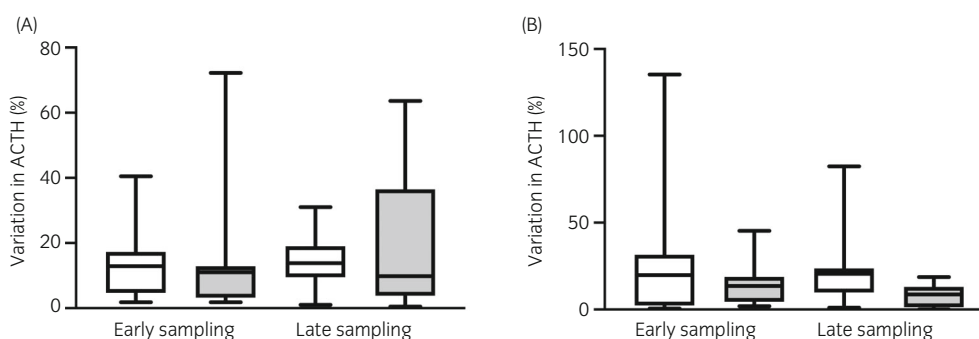 (A)
Variation in ACTH (%)
80
60
40
20
0
Early sampling
Late sampling
(B)
Variation in ACTH (%)
150
100
50
0
Early sampling
Late sampling